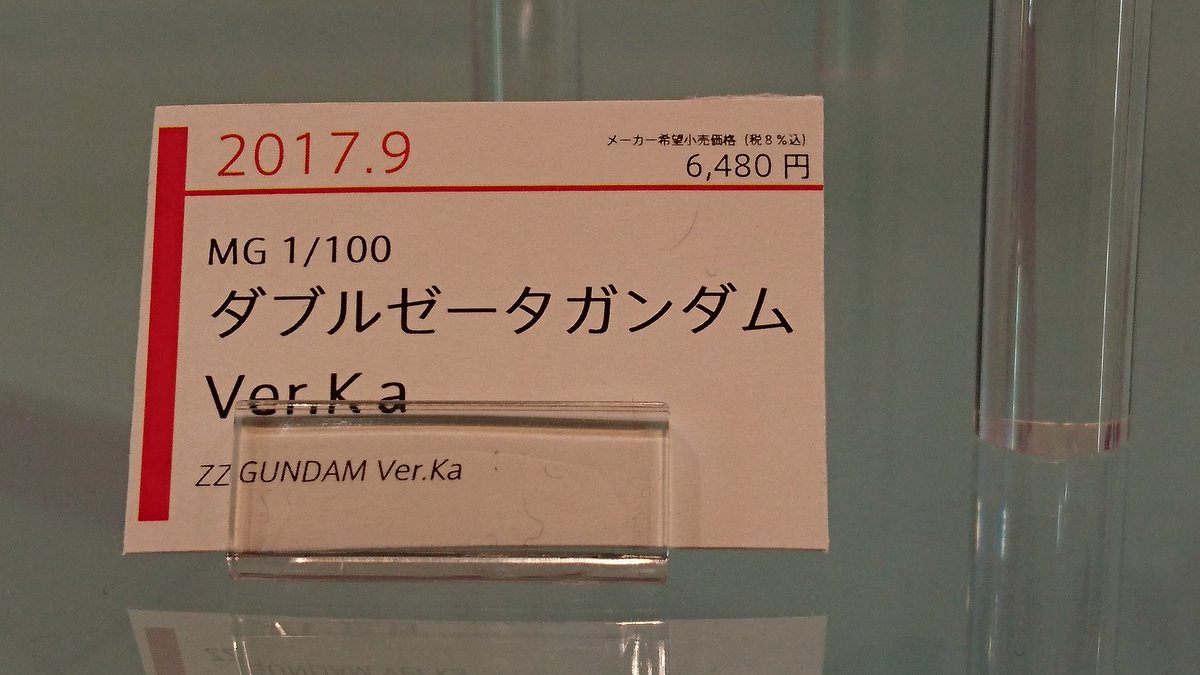 2017.9
メーカー希望小売価格（税8％込）
6,480 円
MG 1/100
ダブルゼータガンダム
Ver.Ka
ZZ GUNDAM Ver.Ka